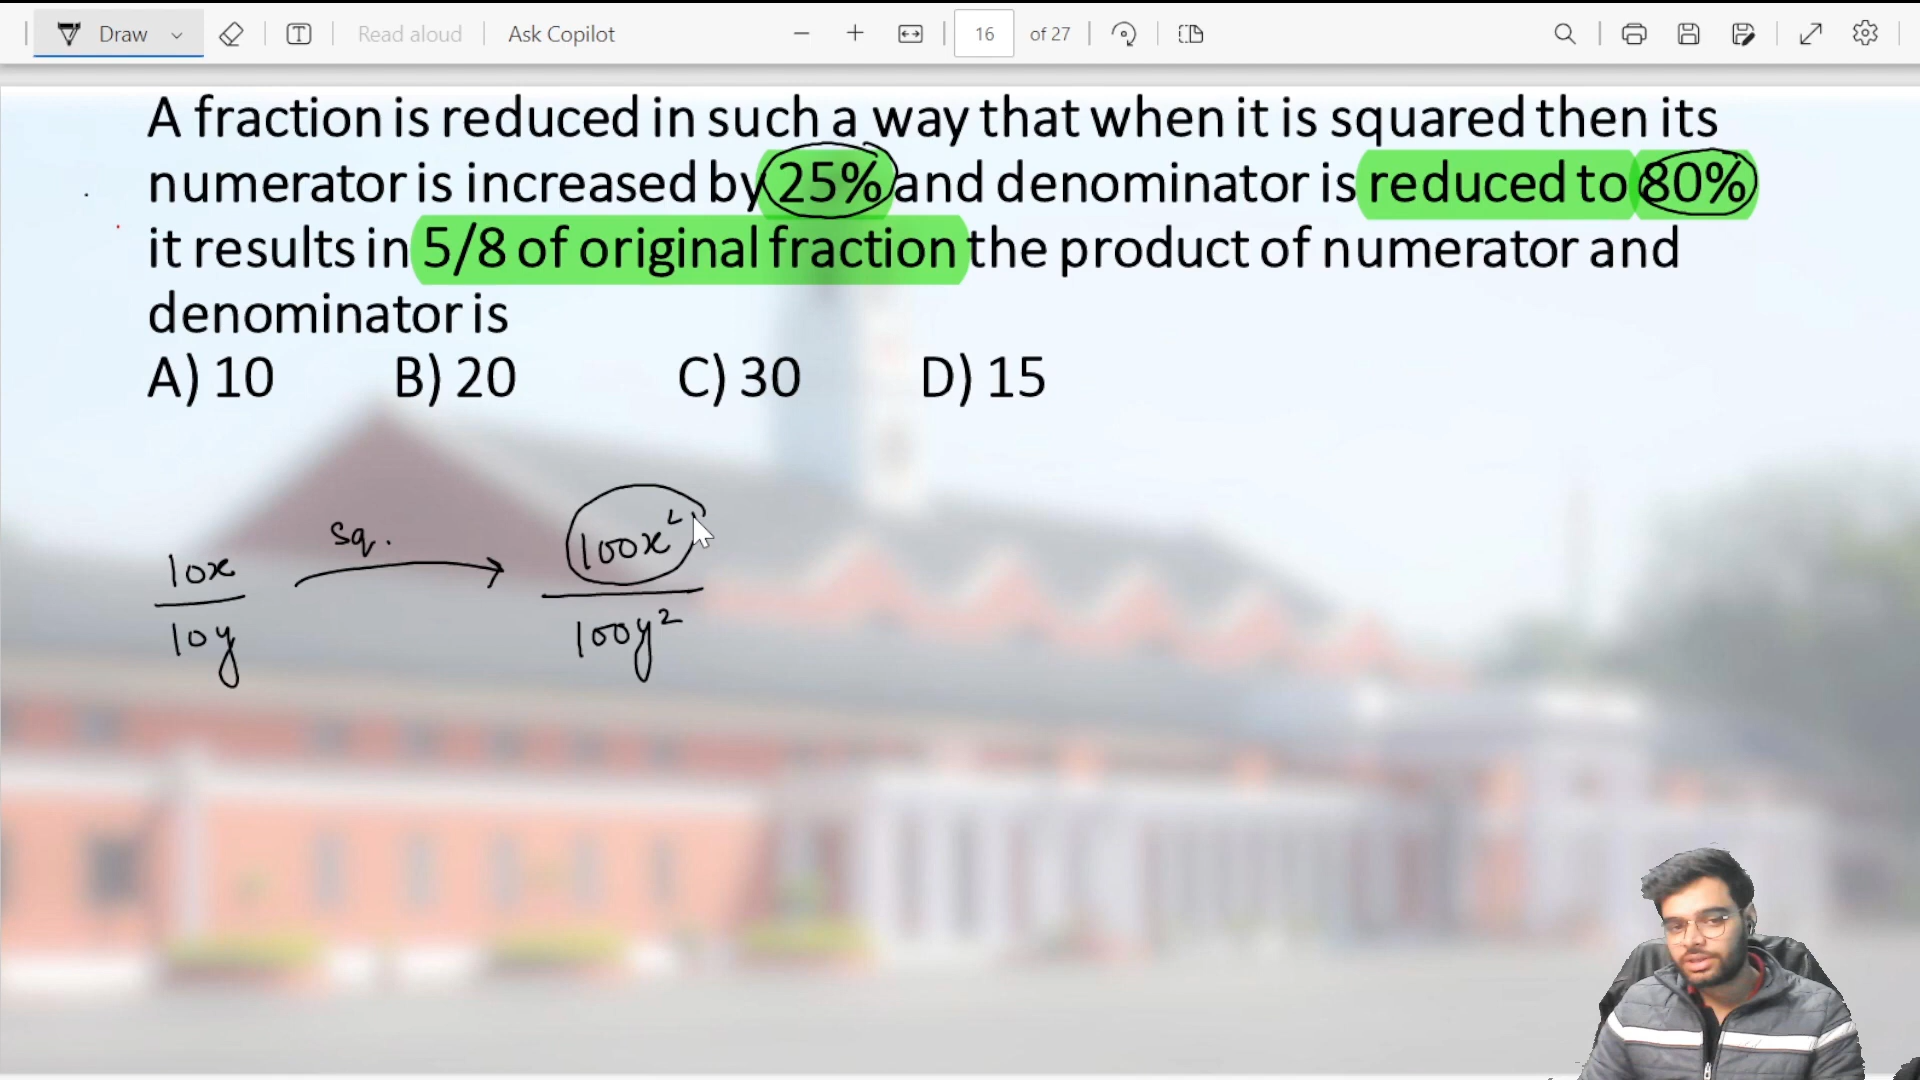 Draw
Read aloud
Ask Copilot
16 of 27
A fraction is reduced in such a way that when it is squared then its
numerator is increased by 25% and denominator is reduced to 80%
it results in 5/8 of original fraction the product of numerator and
denominator is
A) 10 B) 20 C) 30 D) 15
10x
10y
sq.
100x²
100y²